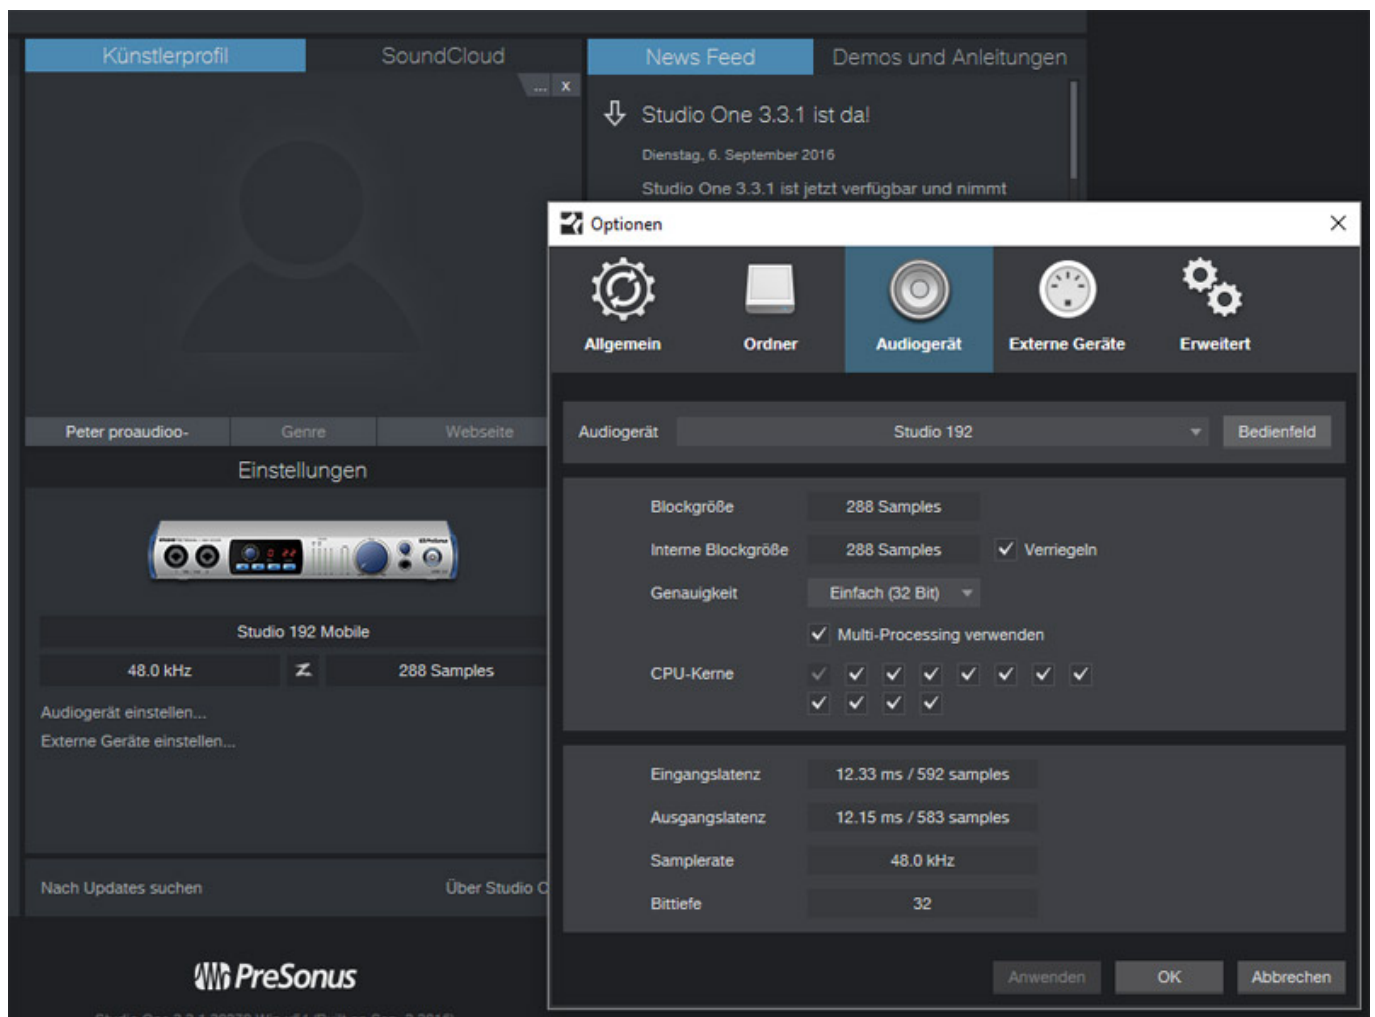 Künstlerprofil
SoundCloud
News Feed
Demos und Anleitungen
... x
Studio One 3.3.1 ist da!
Dienstag, 6. September 2016
Studio One 3.3.1 ist jetzt verfügbar und nimmt
Peter proaudioo-
Genre
Webseite
Einstellungen
PreSonus
Studio 192 Mobile
48.0 kHz
288 Samples
Audiogerät einstellen...
Externe Geräte einstellen...
Nach Updates suchen
Über Studio O
PreSonus
Optionen
Allgemein
Ordner
Audiogerät
Externe Geräte
Erweitert
Audiogerät
Studio 192
Bedienfeld
Blockgröße
288 Samples
Interne Blockgröße
288 Samples
Verriegeln
Genauigkeit
Einfach (32 Bit)
Multi-Processing verwenden
CPU-Kerne
Eingangslatenz
12.33 ms / 592 samples
Ausgangslatenz
12.15 ms / 583 samples
Samplerate
48.0 kHz
Bittiefe
32
Anwenden
OK
Abbrechen